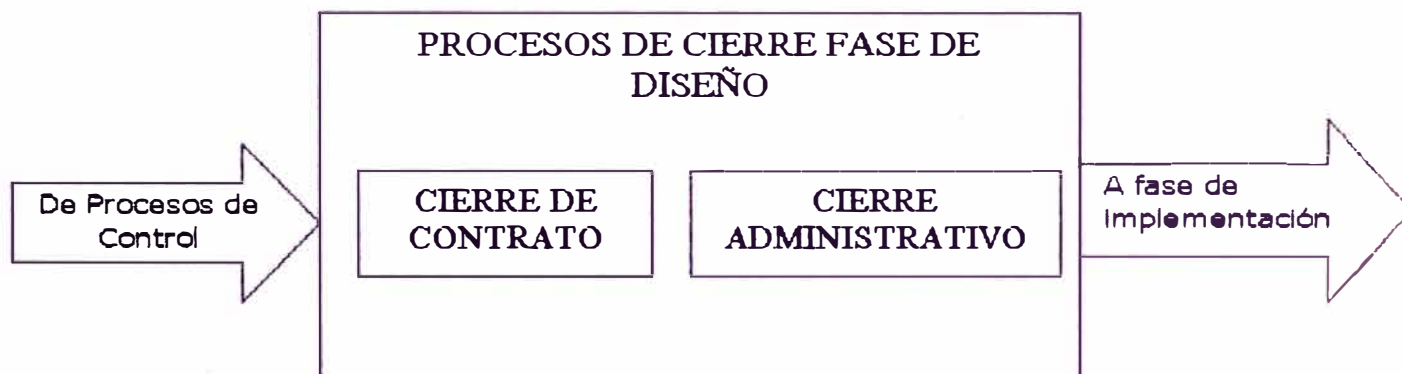 PROCESOS DE CIERRE FASE DE
DISEÑO
De Procesos de
Control
CIERRE DE
CONTRATO
CIERRE
ADMINISTRATIVO
A fase de
Implementación